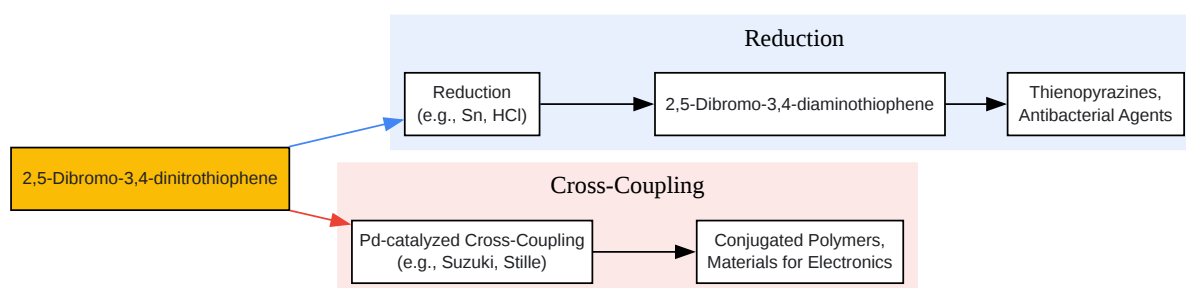 Reduction
Reduction
(e.g., Sn, HCl)
2,5-Dibromo-3,4-diaminothiophene
Thienopyrazines,
Antibacterial Agents
2,5-Dibromo-3,4-dinitrothiophene
Cross-Coupling
Pd-catalyzed Cross-Coupling
(e.g., Suzuki, Stille)
Conjugated Polymers,
Materials for Electronics